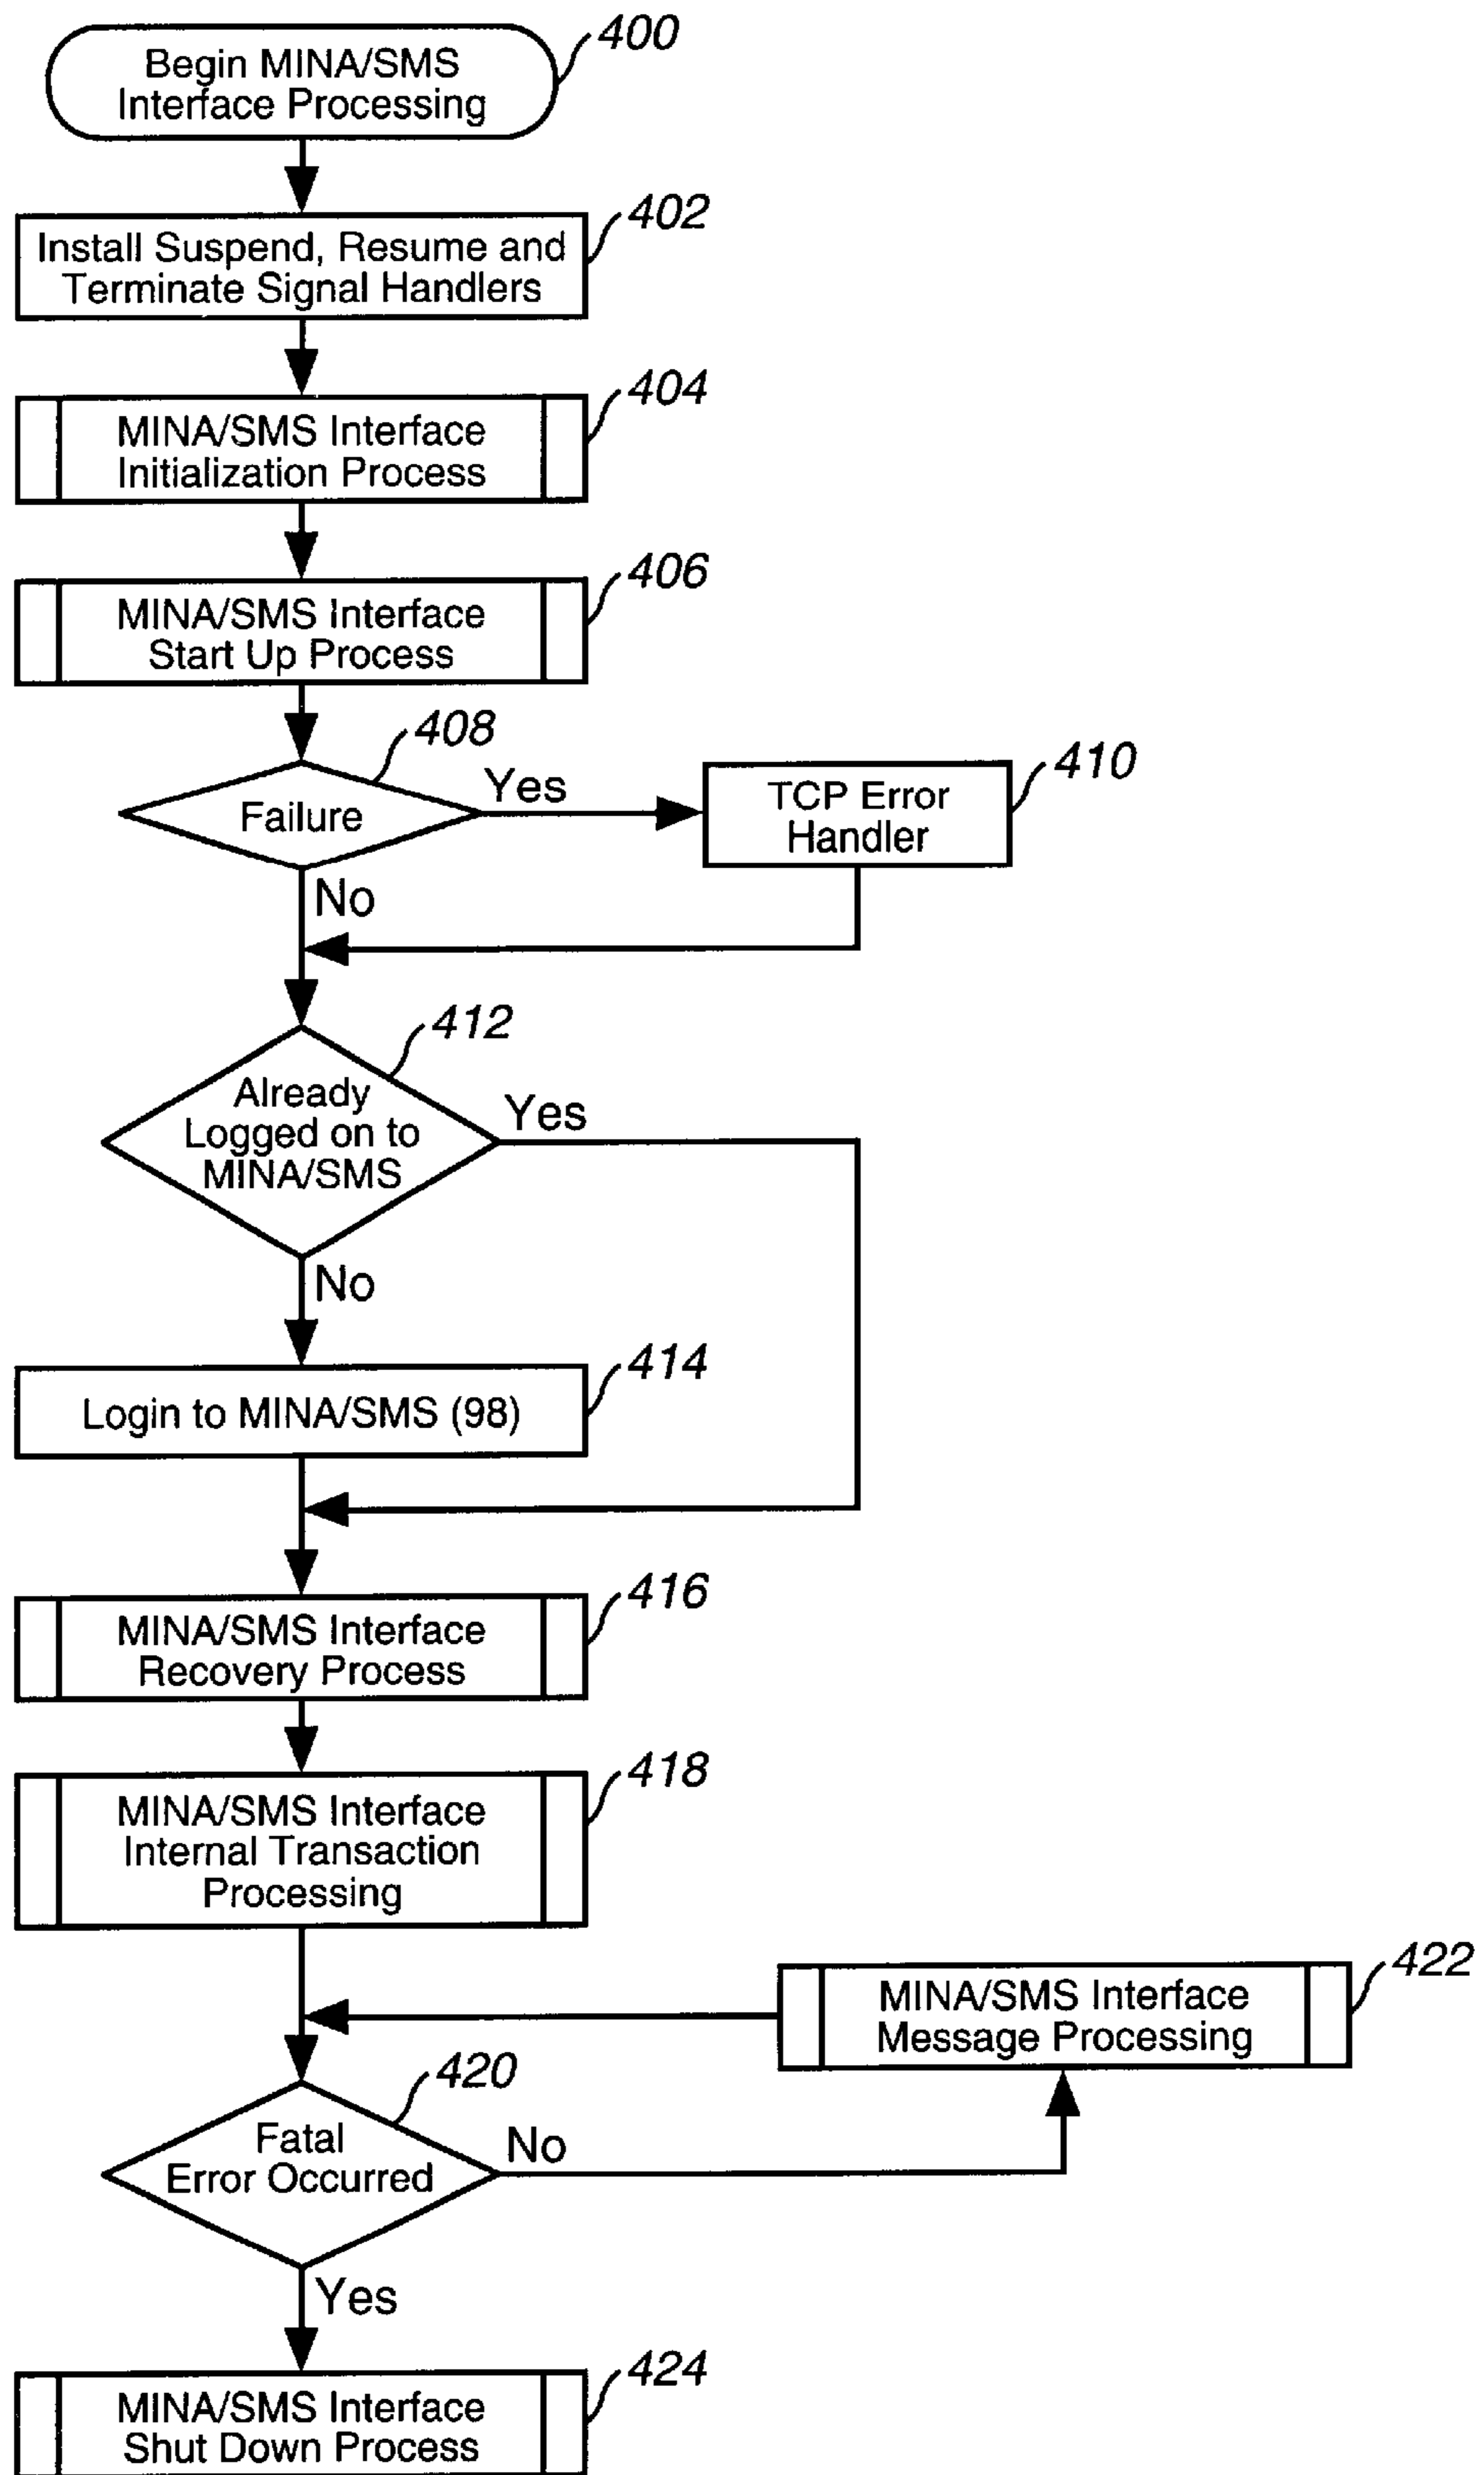 400
Begin MINA/SMS
Interface Processing
402
Install Suspend, Resume and
Terminate Signal Handlers
404
MINA/SMS Interface
Initialization Process
406
MINA/SMS Interface
Start Up Process
408
Failure
Yes
410
TCP Error
Handler
No
412
Already
Logged on to
MINA/SMS
Yes
No
414
Login to MINA/SMS (98)
416
MINA/SMS Interface
Recovery Process
418
MINA/SMS Interface
Internal Transaction
Processing
422
MINA/SMS Interface
Message Processing
420
Fatal
Error Occurred
No
Yes
424
MINA/SMS Interface
Shut Down Process